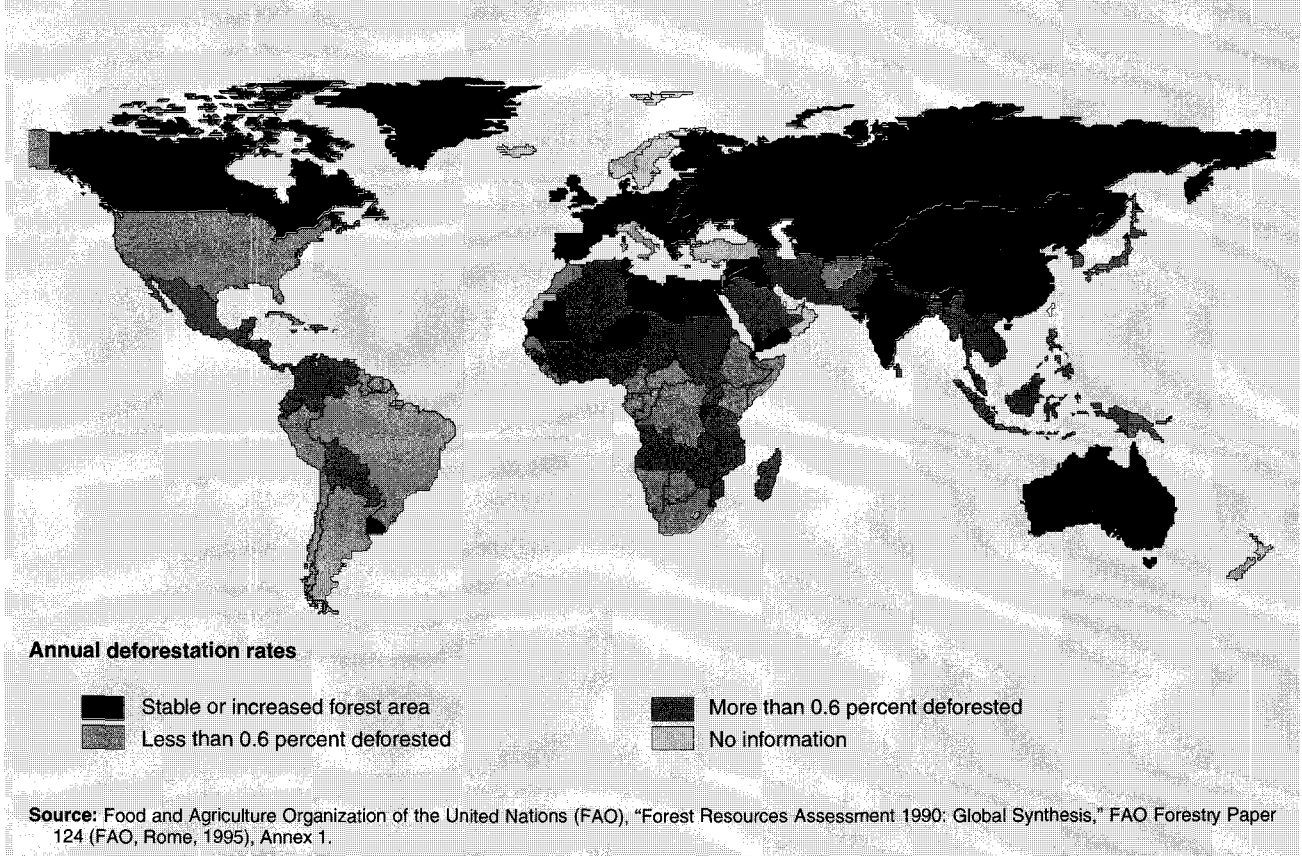 Annual deforestation rates
Stable or increased forest area
Less than 0.6 percent deforested
More than 0.6 percent deforested
No information
Source: Food and Agriculture Organization of the United Nations (FAO), “Forest Resources Assessment 1990: Global Synthesis,” FAO Forestry Paper
124 (FAO, Rome, 1995), Annex 1.